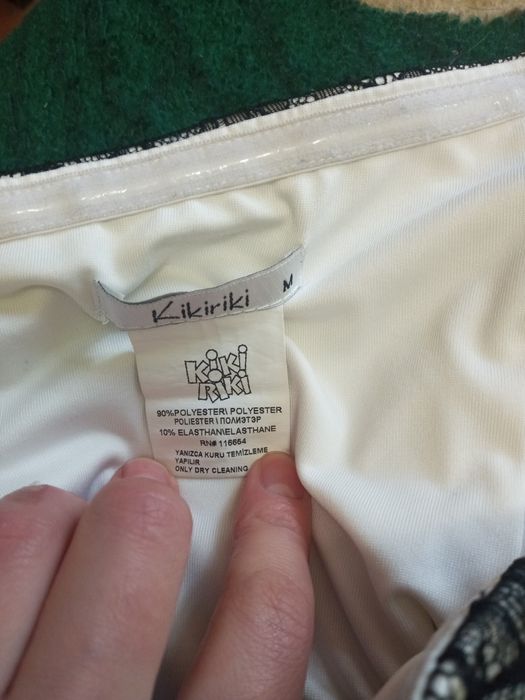 Kikiriki M
KiKi
RiKi
90%POLYESTER\ POLYESTER
POLIESTER \ ПОЛИЭТЭР
10% ELASTHAN\ELASTHANE
RN# 116654
YANIZCA KURU TEMİZLEME
YAPILIR
ONLY DRY CLEANING